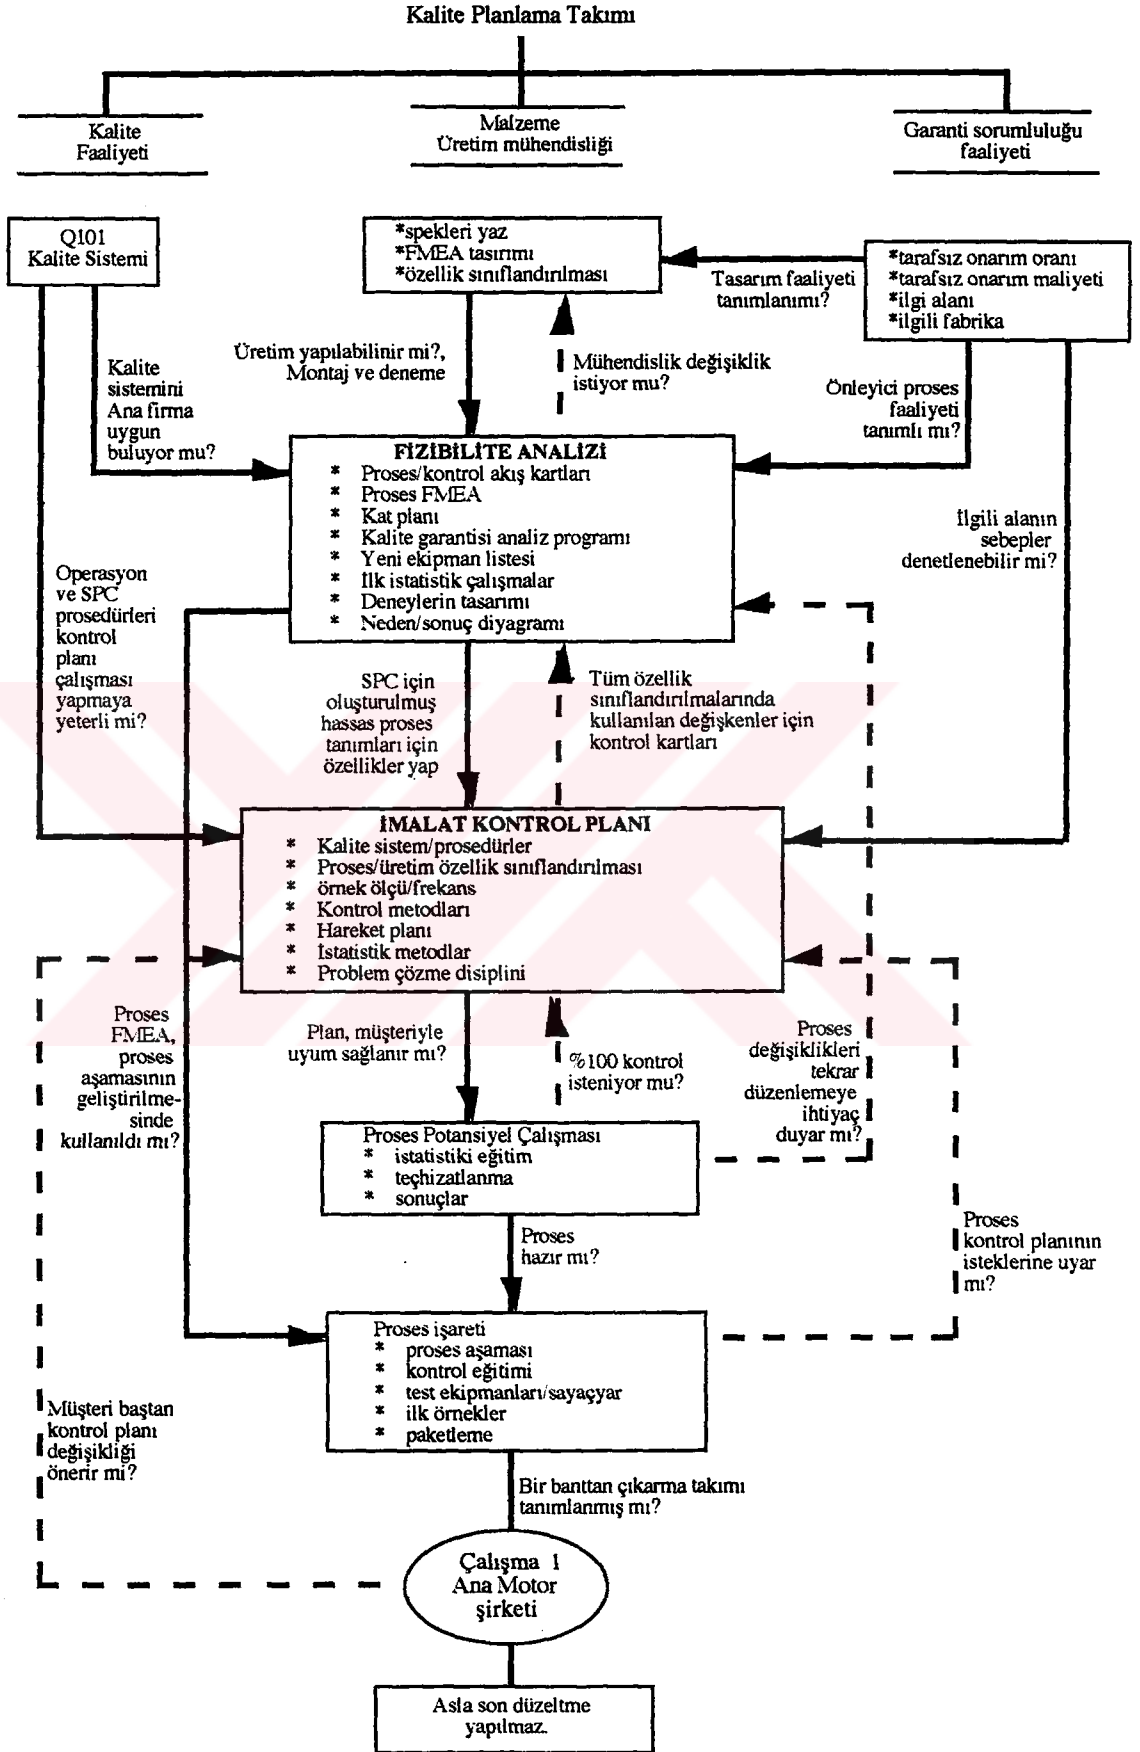 Kalite Planlama Takımı
Kalite
Faaliyeti
Malzeme
Üretim mühendisliği
Garanti sorumluluğu
faaliyeti
Q101
Kalite Sistemi
*spekleri yaz
*FMEA tasırımı
*özellik sınıflandırılması
Tasarım faaliyeti
tanımlanımı?
*tarafsız onarım oranı
*tarafsız onarım maliyeti
*ilgi alanı
*ilgili fabrika
Kalite
sistemini
Ana firma
uygun
buluyor mu?
Üretim yapılabilinir mi?,
Montaj ve deneme
Mühendislik değişiklik
istiyor mu?
Önleyici proses
faaliyeti
tanımlı mı?
FİZİBİLİTE ANALİZİ
* Proses/kontrol akış kartları
* Proses FMEA
* Kat planı
* Kalite garantisi analiz programı
* Yeni ekipman listesi
* İlk istatistik çalışmalar
* Deneylerin tasarımı
* Neden/sonuç diyagramı
İlgili alanın
sebepler
denetlenebilir mi?
Operasyon
ve SPC
prosedürleri
kontrol
planı
çalışması
yapmaya
yeterli mi?
SPC için
oluşturulmuş
hassas proses
tanımları için
özellikler yap
Tüm özellik
sınıflandırılmalarında
kullanılan değişkenler için
kontrol kartları
İMALAT KONTROL PLANI
* Kalite sistem/prosedürler
* Proses/üretim özellik sınıflandırılması
* örnek ölçü/frekans
* Kontrol metodları
* Hareket planı
* İstatistik metodlar
* Problem çözme disiplini
Proses
FMEA,
proses
aşamasının
geliştirilme-
sinde
kullanıldı mı?
Plan, müşteriyle
uyum sağlanır mı?
%100 kontrol
isteniyor mu?
Proses
değişiklikleri
tekrar
düzenlemeye
ihtiyaç
duyar mı?
Proses Potansiyel Çalışması
* istatistiki eğitim
* teçhizatlanma
* sonuçlar
Proses
hazır mı?
Proses
kontrol planının
isteklerine uyar
mı?
Proses işareti
* proses aşaması
* kontrol eğitimi
* test ekipmanları/sayaçyar
* ilk örnekler
* paketleme
Müşteri baştan
kontrol planı
değişikliği
önerir mi?
Bir banttan çıkarma takımı
tanımlanmış mı?
Çalışma 1
Ana Motor
şirketi
Asla son düzeltme
yapılmaz.